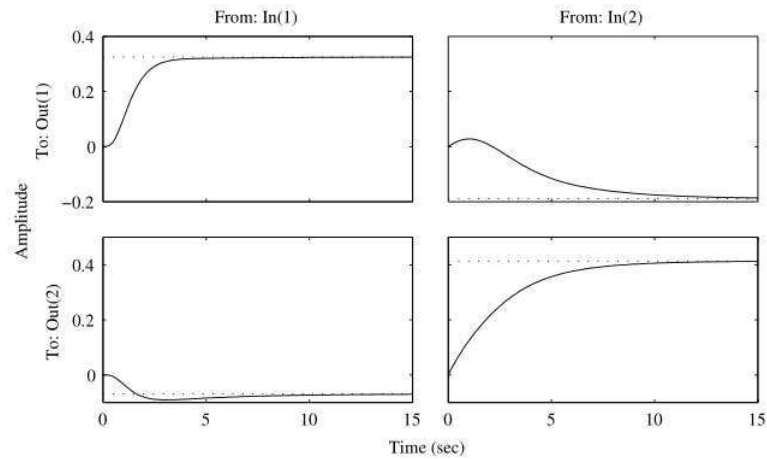 From: In(1)
From: In(2)
0.4
0.2
0
−0.2
To: Out(1)
Amplitude
0.4
0.2
0
To: Out(2)
0
5
10
15
0
5
10
15
Time (sec)